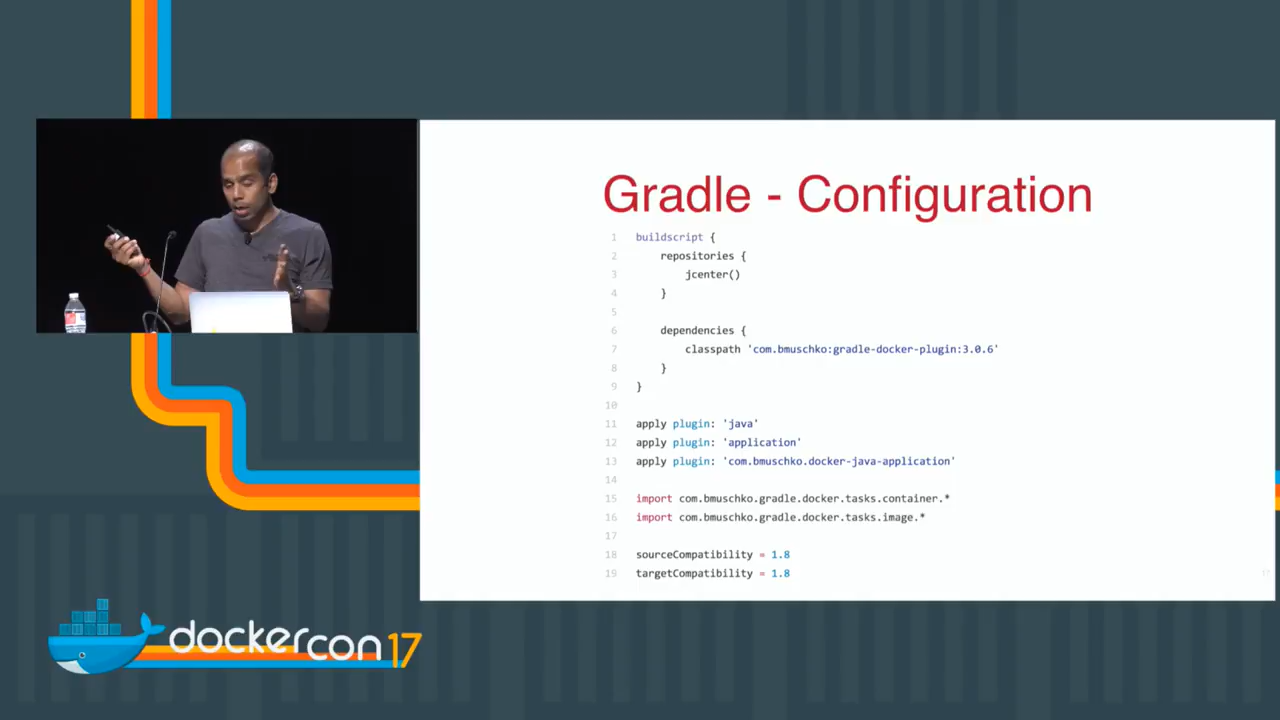 Gradle - Configuration
1 buildscript {
2 repositories {
3 jcenter()
4 }
5
6 dependencies {
7 classpath 'com.bmuschko:gradle-docker-plugin:3.0.6'
8 }
9 }
10
11 apply plugin: 'java'
12 apply plugin: 'application'
13 apply plugin: 'com.bmuschko.docker-java-application'
14
15 import com.bmuschko.gradle.docker.tasks.container.*
16 import com.bmuschko.gradle.docker.tasks.image.*
17
18 sourceCompatibility = 1.8
19 targetCompatibility = 1.8
dockercon 17